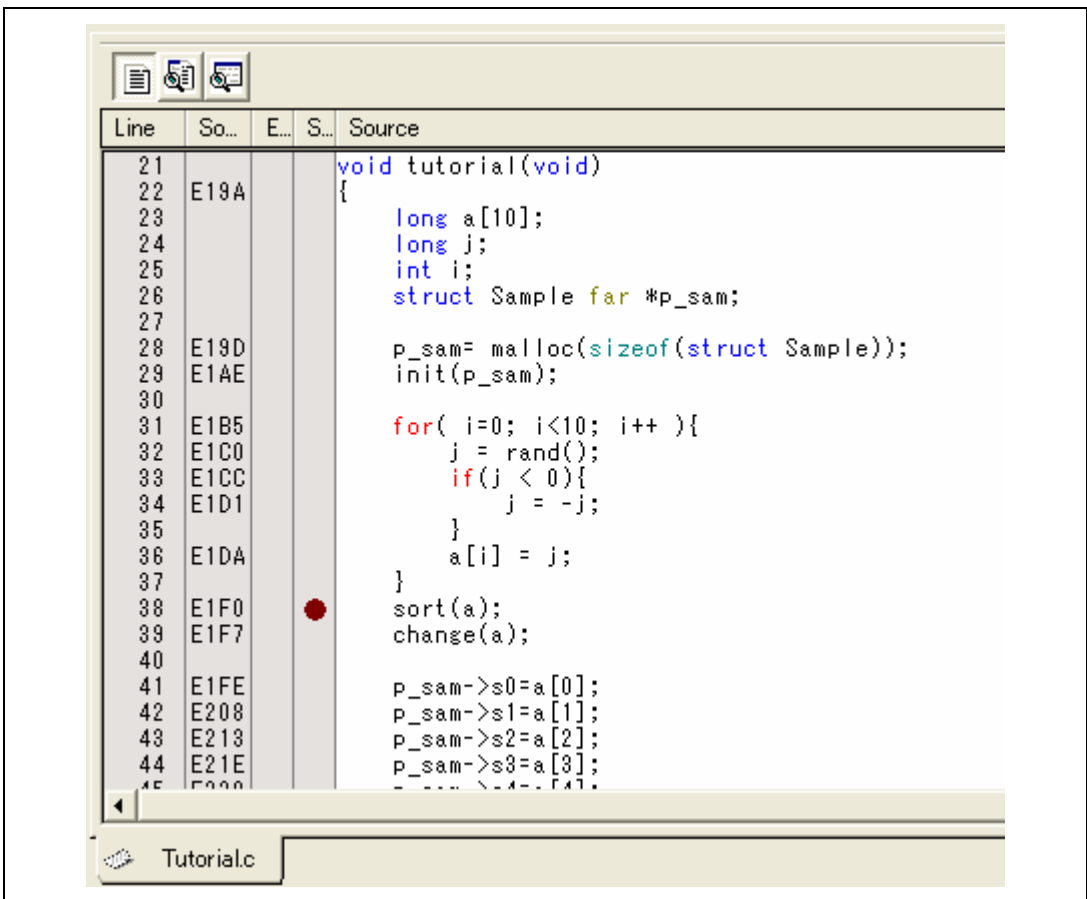 Line So... E... S... Source
21 void tutorial(void)
22 E19A {
23 long a[10];
24 long j;
25 int i;
26 struct Sample far *p_sam;
27
28 E19D p_sam= malloc(sizeof(struct Sample));
29 E1AE init(p_sam);
30
31 E1B5 for( i=0; i<10; i++ ){
32 E1C0 j = rand();
33 E1CC if(j < 0){
34 E1D1 j = -j;
35 }
36 E1DA a[i] = j;
37 }
38 E1F0 sort(a);
39 E1F7 change(a);
40
41 E1FE p_sam->s0=a[0];
42 E208 p_sam->s1=a[1];
43 E213 p_sam->s2=a[2];
44 E21E p_sam->s3=a[3];
Tutorial.c